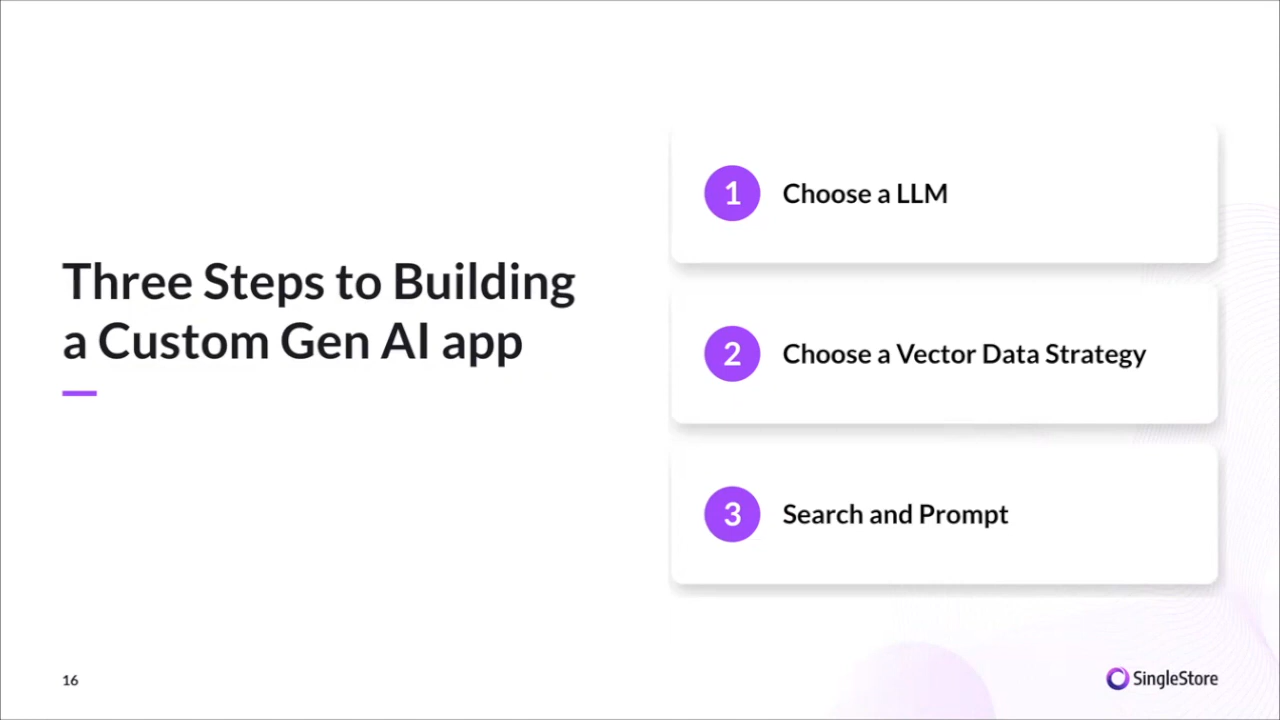 Three Steps to Building
a Custom Gen AI app
1
Choose a LLM
2
Choose a Vector Data Strategy
3
Search and Prompt
16
SingleStore